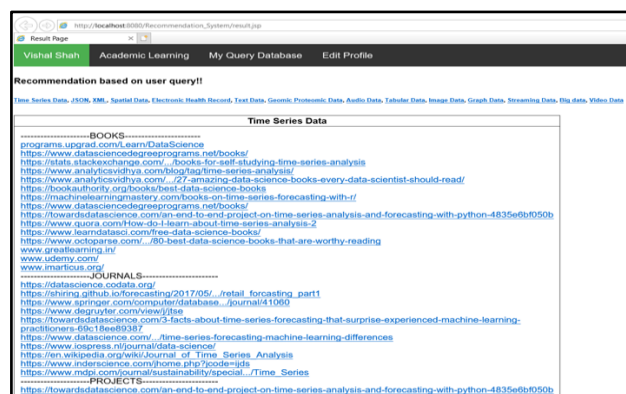 http://localhost:8080/Recommendation_System/result.jsp
Result Page
Vishal Shah Academic Learning My Query Database Edit Profile
Recommendation based on user query!!
Time Series Data, JSON, XML, Spatial Data, Electronic Health Record, Text Data, Geomic Proteomic Data, Audio Data, Tabular Data, Image Data, Graph Data, Streaming Data, Big data, Video Data
Time Series Data
---------------------BOOKS-----------------------
programs.upgrad.com/Learn/DataScience
https://www.datasciencedegreeprograms.net/books/
https://stats.stackexchange.com/.../books-for-self-studying-time-series-analysis
https://www.analyticsvidhya.com/blog/tag/time-series-analysis/
https://www.analyticsvidhya.com/.../27-amazing-data-science-books-every-data-scientist-should-read/
https://bookauthority.org/books/best-data-science-books
https://machinelearningmastery.com/books-on-time-series-forecasting-with-r/
https://www.datasciencedegreeprograms.net/books/
https://towardsdatascience.com/an-end-to-end-project-on-time-series-analysis-and-forecasting-with-python-4835e6bf050b
https://www.quora.com/How-do-I-learn-about-time-series-analysis-2
https://www.learndatasci.com/free-data-science-books/
https://www.octoparse.com/.../80-best-data-science-books-that-are-worthy-reading
www.greatlearning.in/
www.udemy.com/
www.imarticus.org/
---------------------JOURNALS-----------------------
https://datascience.codata.org/
https://shiring.github.io/forecasting/2017/05/.../retail_forcasting_part1
https://www.springer.com/computer/database.../journal/41060
https://www.degruyter.com/view/j/jtse
https://towardsdatascience.com/3-facts-about-time-series-forecasting-that-surprise-experienced-machine-learning-
practitioners-69c18ee89387
https://www.datascience.com/.../time-series-forecasting-machine-learning-differences
https://www.iospress.nl/journal/data-science/
https://en.wikipedia.org/wiki/Journal_of_Time_Series_Analysis
https://www.inderscience.com/jhome.php?jcode=ijds
https://www.mdpi.com/journal/sustainability/special.../Time_Series
---------------------PROJECTS-----------------------
https://towardsdatascience.com/an-end-to-end-project-on-time-series-analysis-and-forecasting-with-python-4835e6bf050b